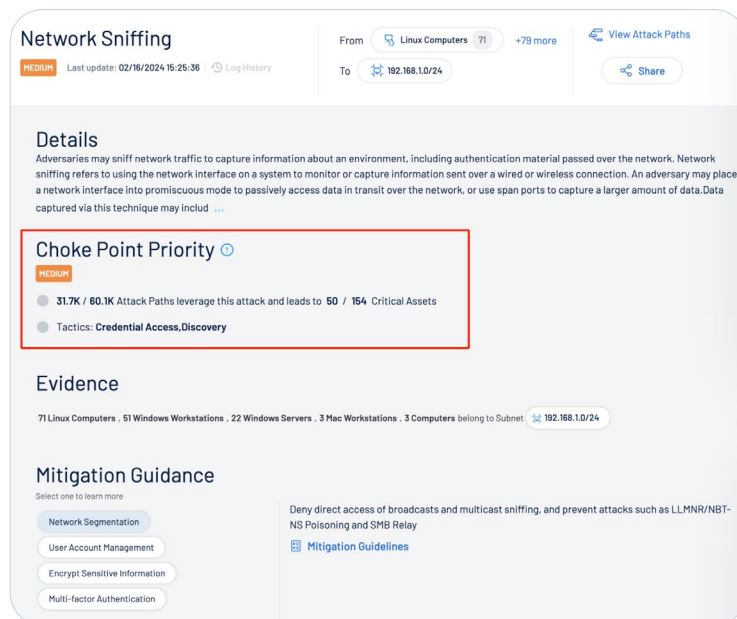 Network Sniffing
MEDIUM Last update: 02/16/2024 15:25:36 Log History
From Linux Computers 71 +79 more
To 192.168.1.0/24
View Attack Paths
Share
Details
Adversaries may sniff network traffic to capture information about an environment, including authentication material passed over the network. Network
sniffing refers to using the network interface on a system to monitor or capture information sent over a wired or wireless connection. An adversary may place
a network interface into promiscuous mode to passively access data in transit over the network, or use span ports to capture a larger amount of data.Data
captured via this technique may includ ...
Choke Point Priority
MEDIUM
31.7K / 60.1K Attack Paths leverage this attack and leads to 50 / 154 Critical Assets
Tactics: Credential Access,Discovery
Evidence
71 Linux Computers , 51 Windows Workstations , 22 Windows Servers , 3 Mac Workstations , 3 Computers belong to Subnet 192.168.1.0/24
Mitigation Guidance
Select one to learn more
Network Segmentation
User Account Management
Encrypt Sensitive Information
Multi-factor Authentication
Deny direct access of broadcasts and multicast sniffing, and prevent attacks such as LLMNR/NBT-
NS Poisoning and SMB Relay
Mitigation Guidelines